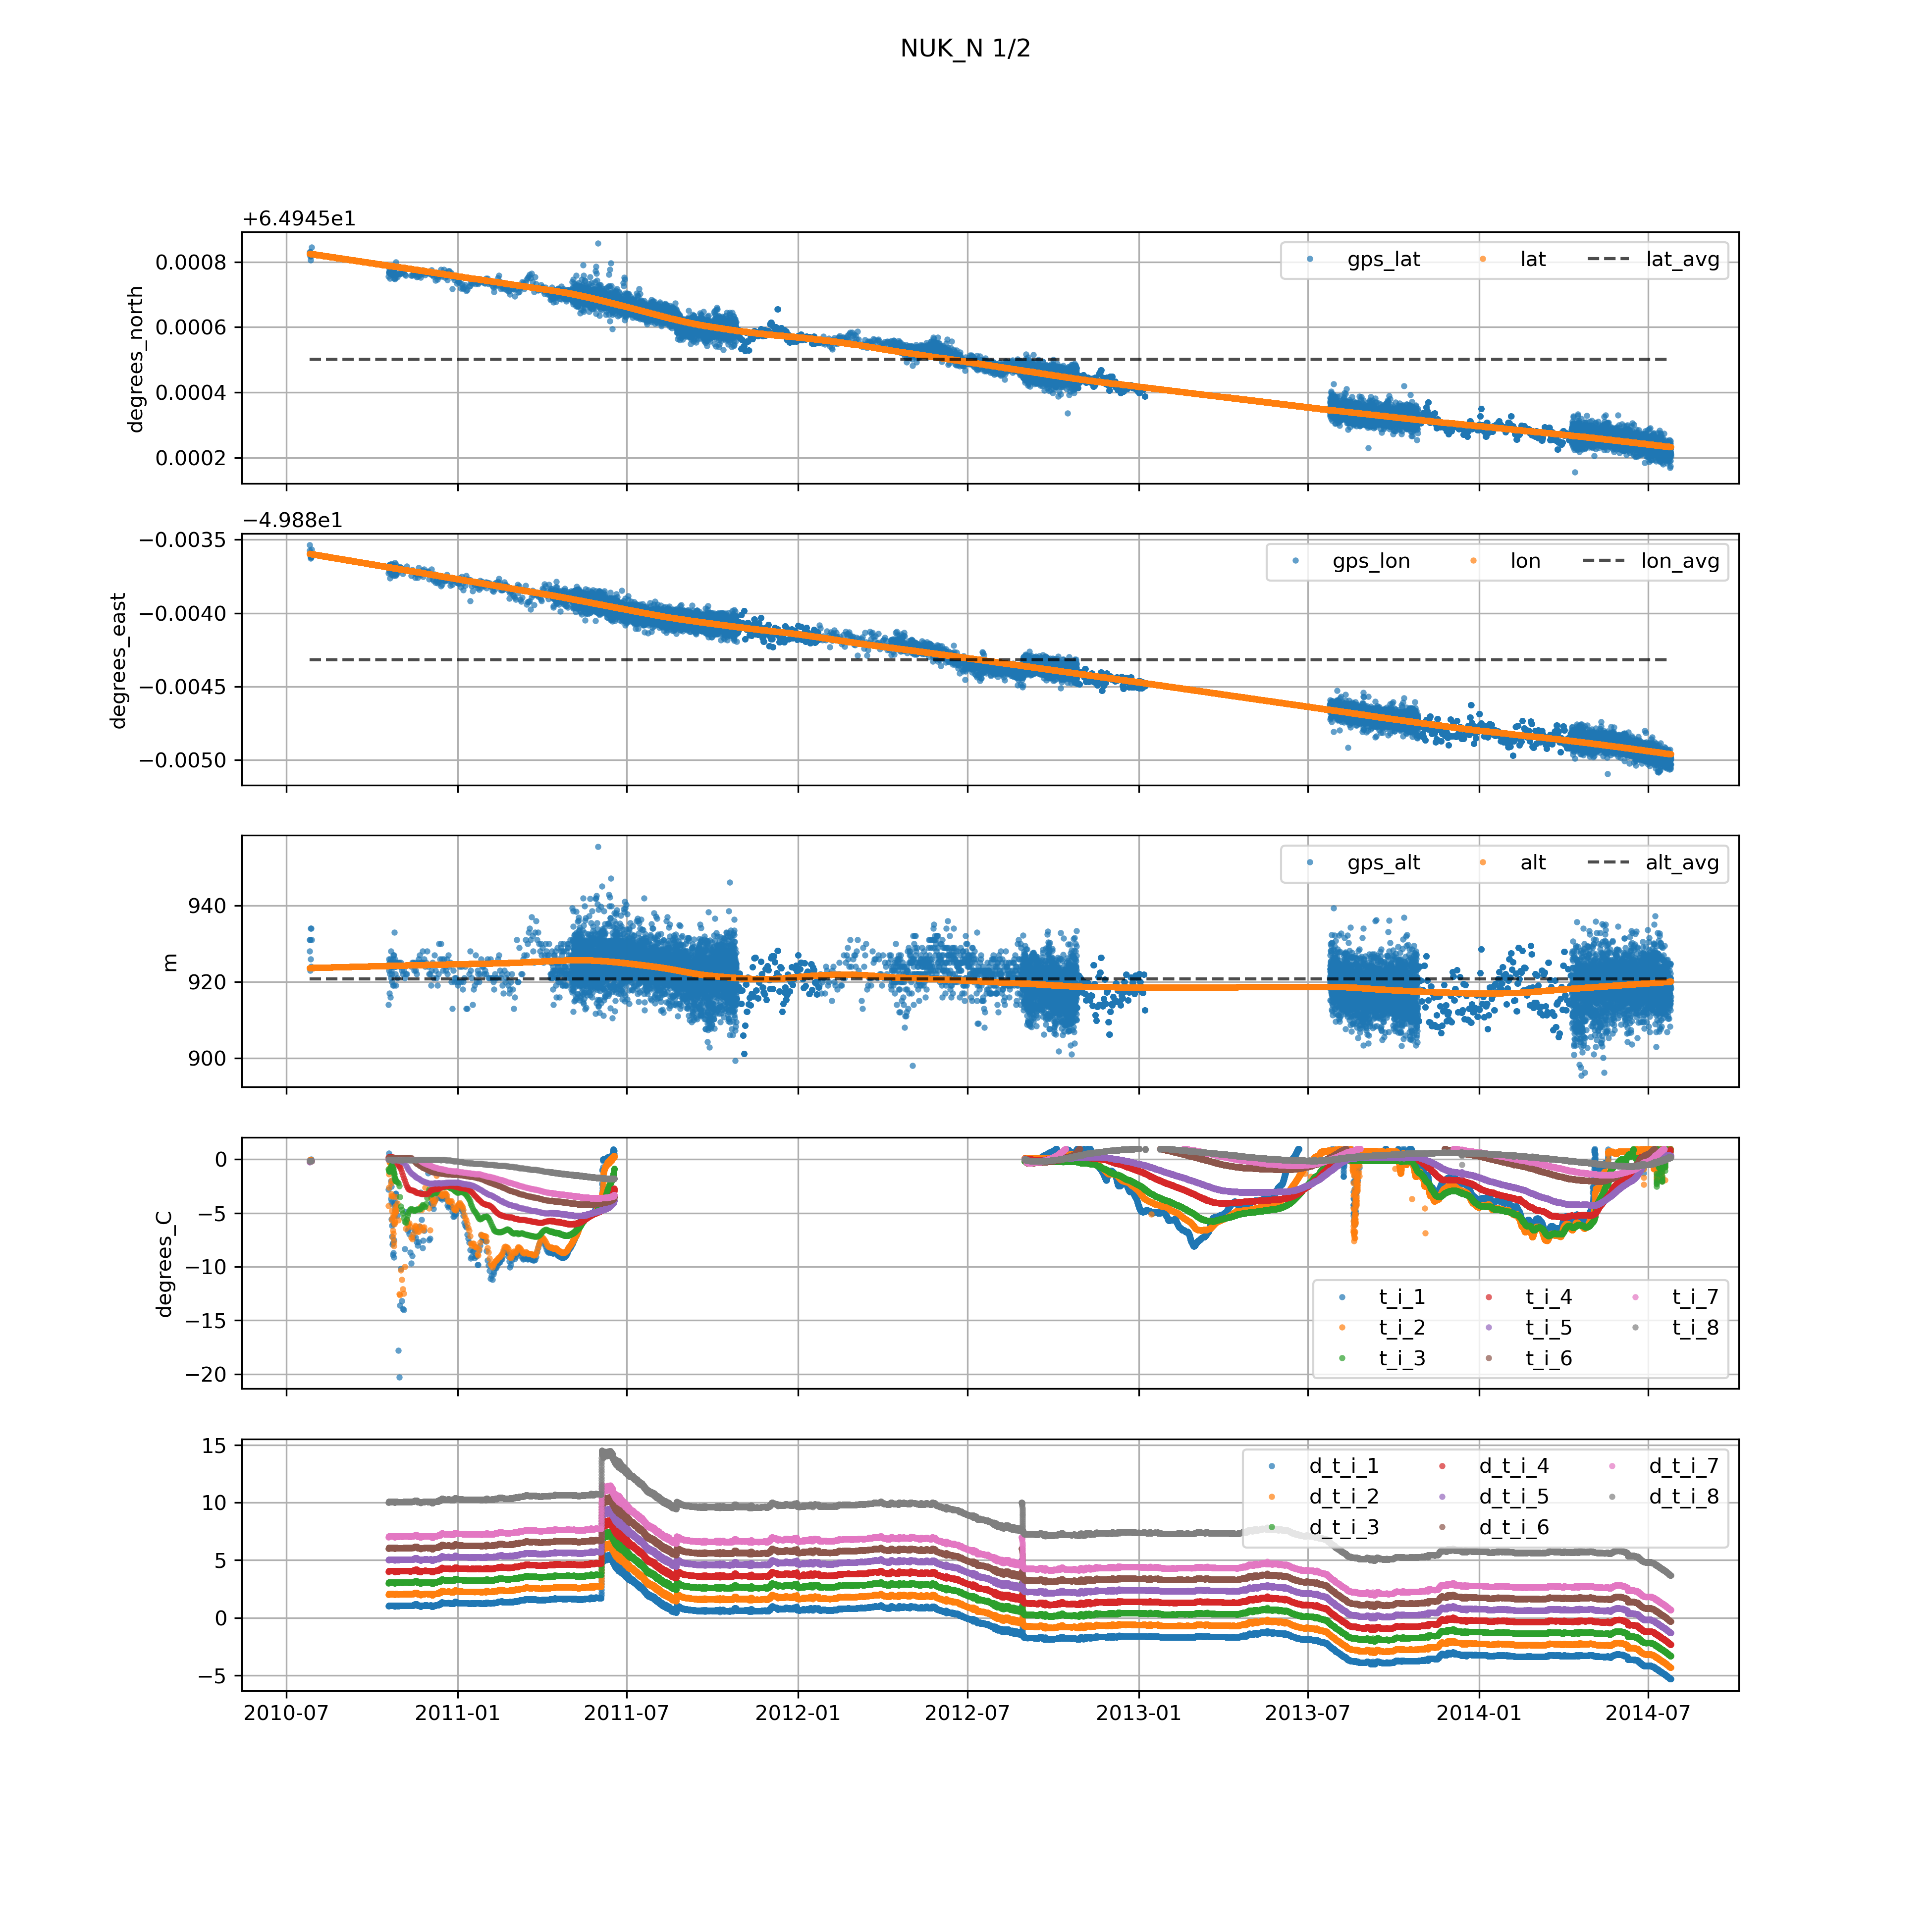 NUK_N 1/2
+6.4945e1
0.0008
0.0006
0.0004
0.0002
degrees_north
gps_lat lat lat_avg
−4.988e1
−0.0035
−0.0040
−0.0045
−0.0050
degrees_east
gps_lon lon lon_avg
940
920
900
m
gps_alt alt alt_avg
0
−5
−10
−15
−20
degrees_C
t_i_1 t_i_4 t_i_7
t_i_2 t_i_5 t_i_8
t_i_3 t_i_6
15
10
5
0
−5
d_t_i_1 d_t_i_4 d_t_i_7
d_t_i_2 d_t_i_5 d_t_i_8
d_t_i_3 d_t_i_6
2010-07 2011-01 2011-07 2012-01 2012-07 2013-01 2013-07 2014-01 2014-07